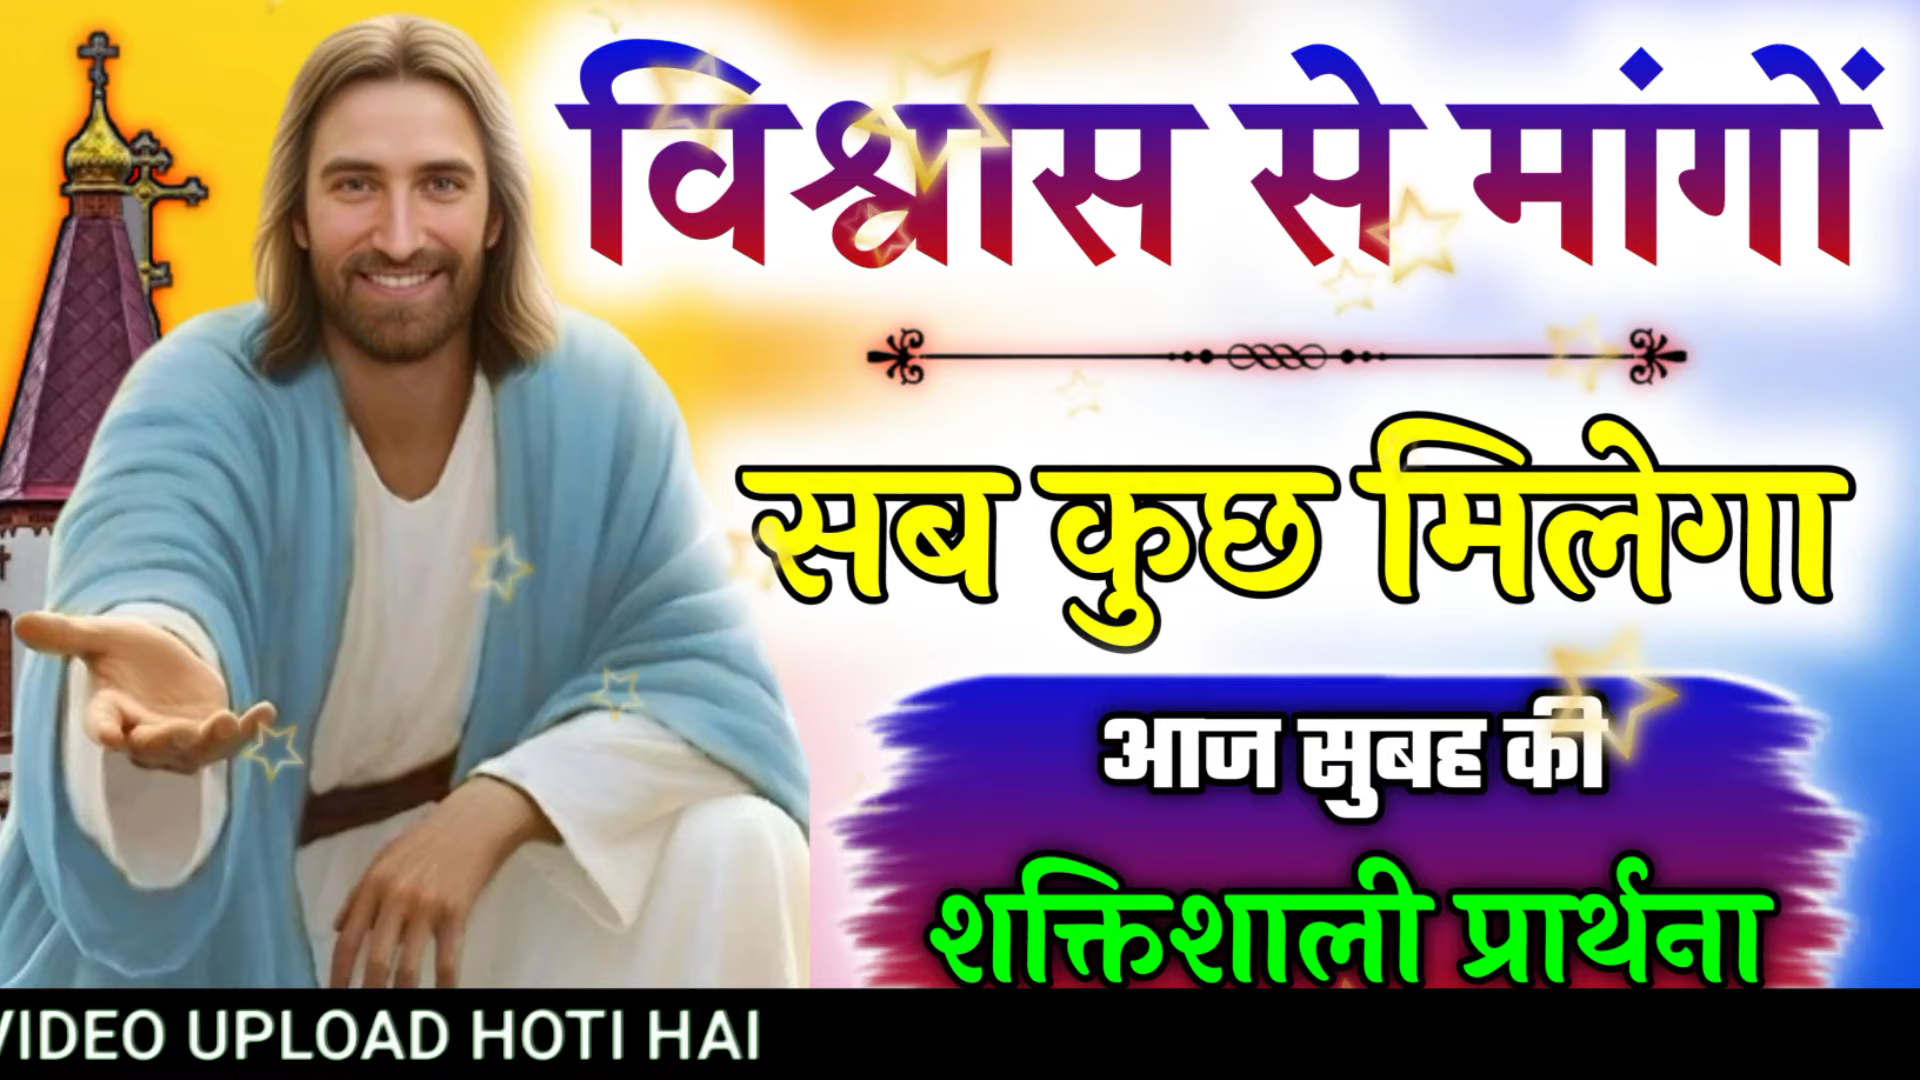 विश्वास से मांगों
सब कुछ मिलेगा
आज सुबह की
शक्तिशाली प्रार्थना
VIDEO UPLOAD HOTI HAI